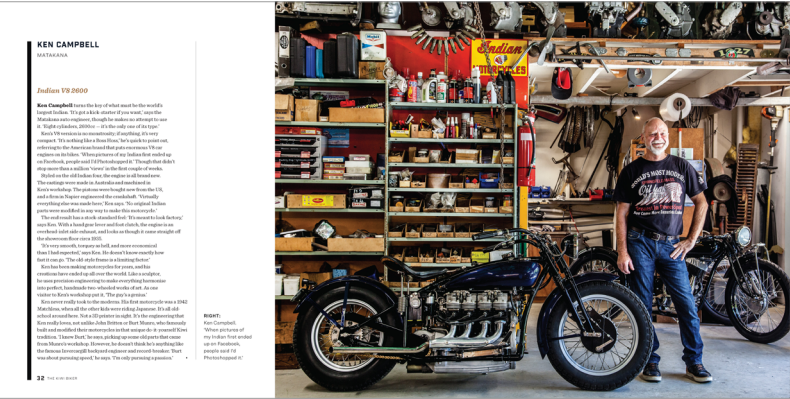 KEN CAMPBELL
MATAKANA
Indian V8 2600
Ken Campbell turns the key of what must be the world's
largest Indian. 'It's got a kick-starter if you want,' says the
Matakana auto engineer, though he makes no attempt to use
it. 'Eight cylinders, 2600cc – it's the only one of its type.'
Ken's V8 version is no monstrosity; if anything, it's very
compact. 'It's nothing like a Boss Hoss,' he's quick to point out,
referring to the American brand that puts enormous V8 car
engines on its bikes. 'When pictures of my Indian first ended up
on Facebook, people said I'd Photoshopped it.' Though that didn't
stop more than a million 'views' in the first couple of weeks.
Styled on the old Indian four, the engine is all brand new.
The castings were made in Australia and machined in
Ken's workshop. The pistons were bought new from the US,
and a firm in Napier engineered the crankshaft. 'Virtually
everything else was made here,' Ken says. 'No original Indian
parts were modified in any way to make this motorcycle.'
The end result has a stock-standard feel: 'It's meant to look factory,'
says Ken. With a hand gear lever and foot clutch, the engine is an
overhead-inlet side exhaust, and looks as though it came straight off
the showroom floor circa 1935.
'It's very smooth, torquey as hell, and more economical
than I had expected,' says Ken. He doesn't know exactly how
fast it can go. 'The old-style frame is a limiting factor.'
Ken has been making motorcycles for years, and his
creations have ended up all over the world. Like a sculptor,
he uses precision engineering to make everything harmonise
into perfect, handmade two-wheeled works of art. As one
visitor to Ken's workshop put it, 'The guy's a genius.'
Ken never really took to the moderns. His first motorcycle was a 1942
Matchless, when all the other kids were riding Japanese. It's all old-
school around here. Not a 3D printer in sight. It's the engineering that
Ken really loves, not unlike John Britten or Burt Munro, who famously
built and modified their motorcycles in that unique do-it-yourself Kiwi
tradition. 'I knew Burt,' he says, picking up some old parts that came
from Munro's workshop. However, he doesn't think he's anything like
the famous Invercargill backyard engineer and record-breaker. 'Burt
was about pursuing speed,' he says. 'I'm only pursuing a passion.'
RIGHT:
Ken Campbell
'When pictures of
my Indian first ended
up on Facebook,
people said I'd
Photoshopped it.'
32 THE KIWI BIKER
Mobil
Indian
MOTORCYCLES
WORLD'S MOST